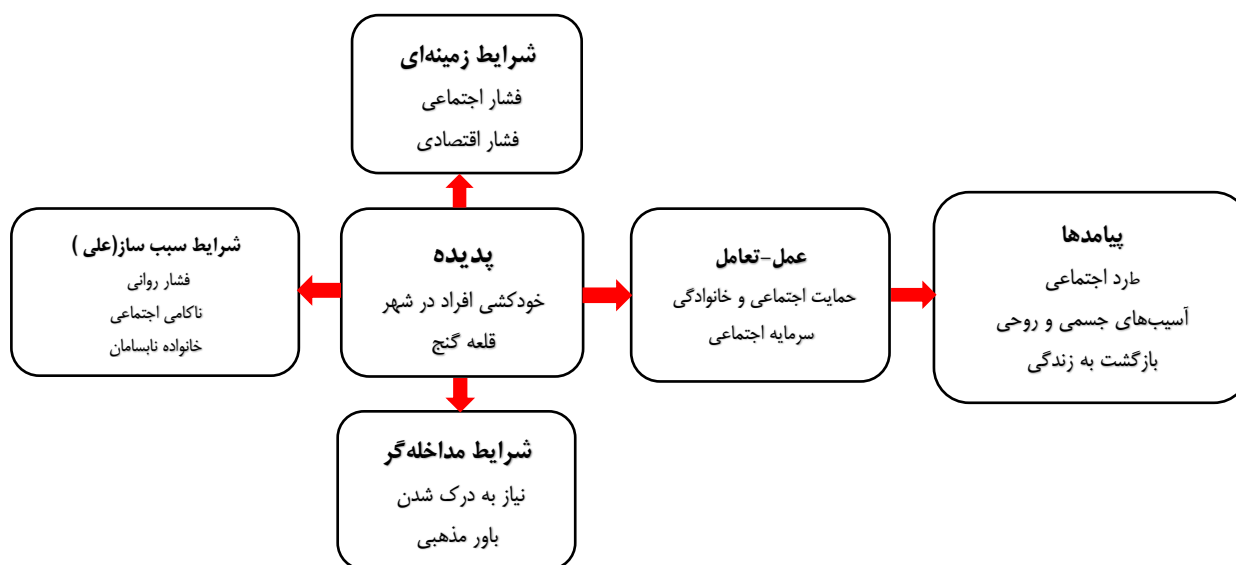 شرایط زمینه‌ای
فشار اجتماعی
فشار اقتصادی
شرایط سبب ساز(علی )
فشار روانی
ناکامی اجتماعی
خانواده نابسامان
پدیده
خودکشی افراد در شهر
قلعه گنج
عمل-تعامل
حمایت اجتماعی و خانوادگی
سرمایه اجتماعی
پیامدها
طرد اجتماعی
آسیب‌های جسمی و روحی
بازگشت به زندگی
شرایط مداخله‌گر
نیاز به درک شدن
باور مذهبی